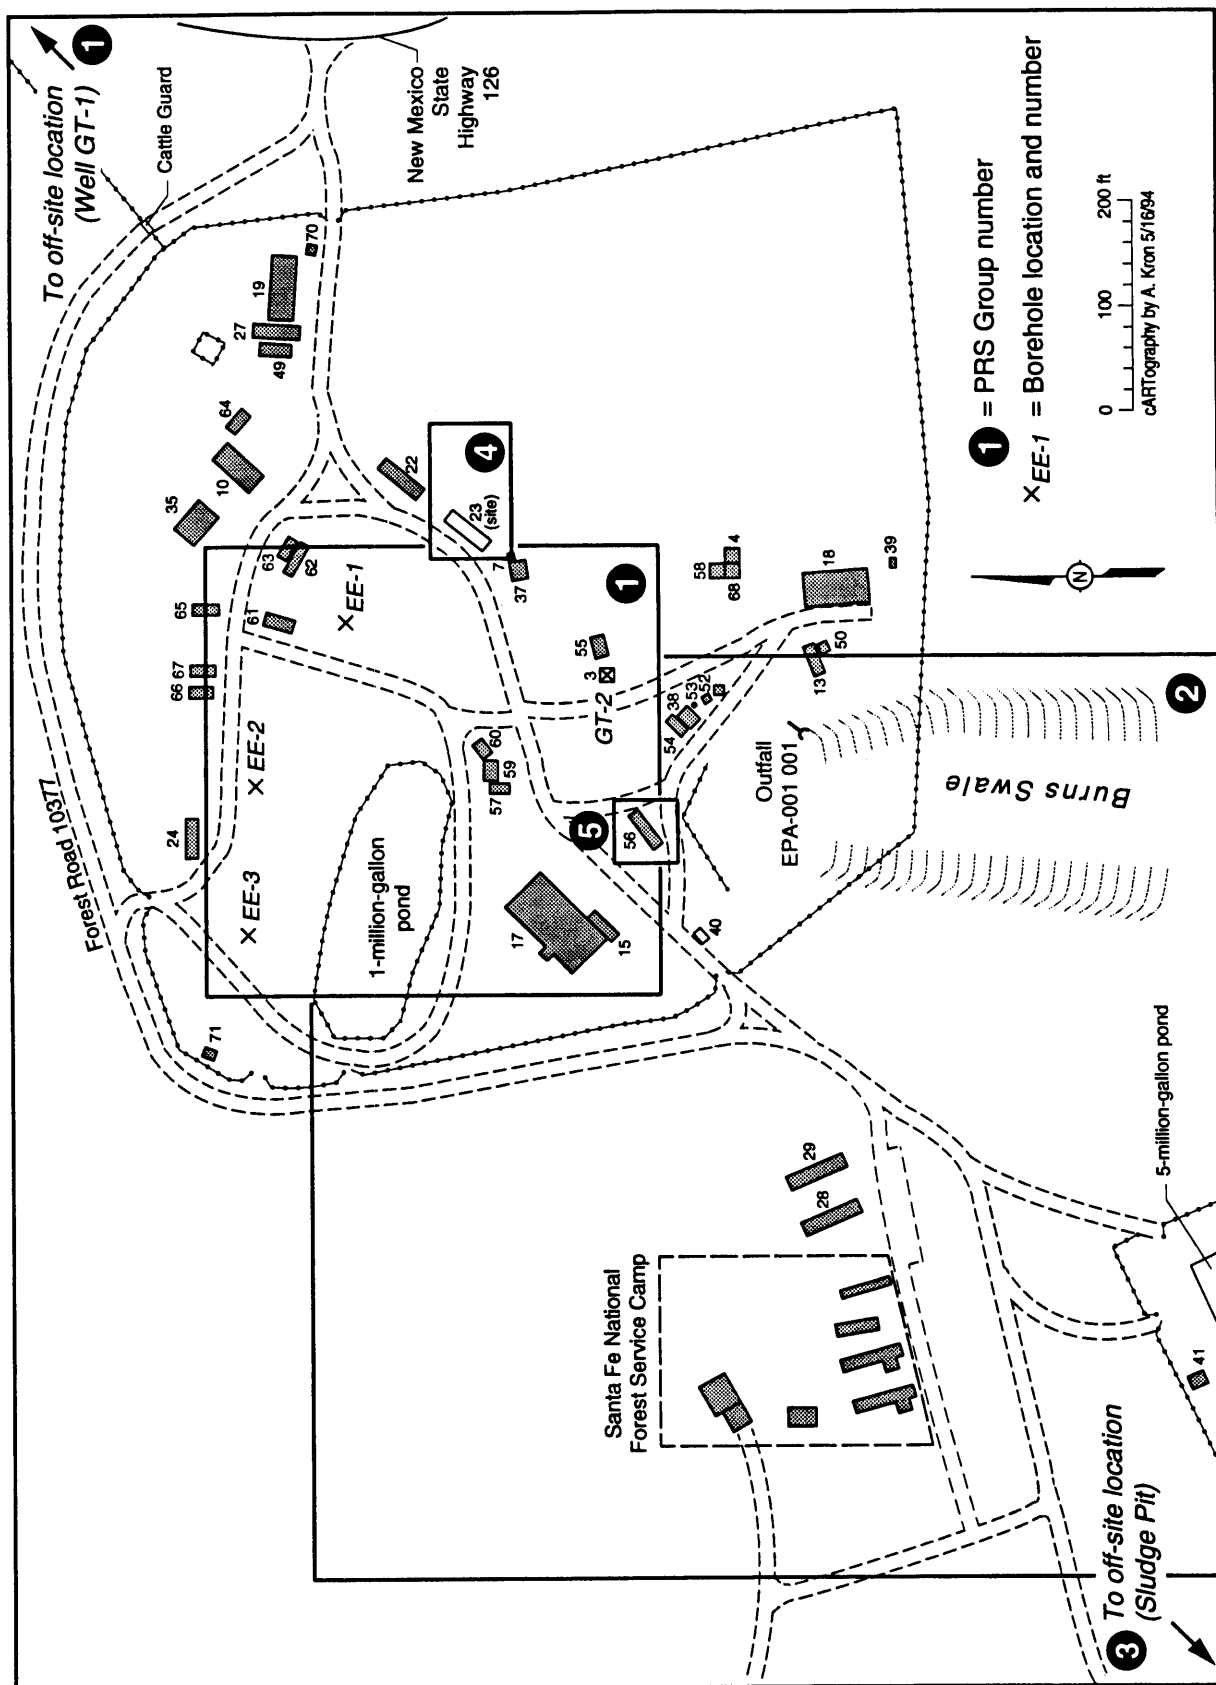 To off-site location
(Well GT-1)
1
Cattle Guard
New Mexico
State
Highway
126
Forest Road 10377
70
19
27
49
64
10
35
22
4
23
(site)
63
62
65
61
67
66
EE-1
EE-2
EE-3
24
71
7
37
1
55
3
GT-2
60
59
57
1-million-gallon
pond
17
15
5
56
58
4
68
18
39
50
13
38
53
52
54
40
Outfall
EPA-001 001
Burns Swale
2
29
28
Santa Fe National
Forest Service Camp
5-million-gallon pond
41
3
To off-site location
(Sludge Pit)
1 = PRS Group number
×EE-1 = Borehole location and number
0 100 200 ft
cARTography by A. Kron 5/16/94
N